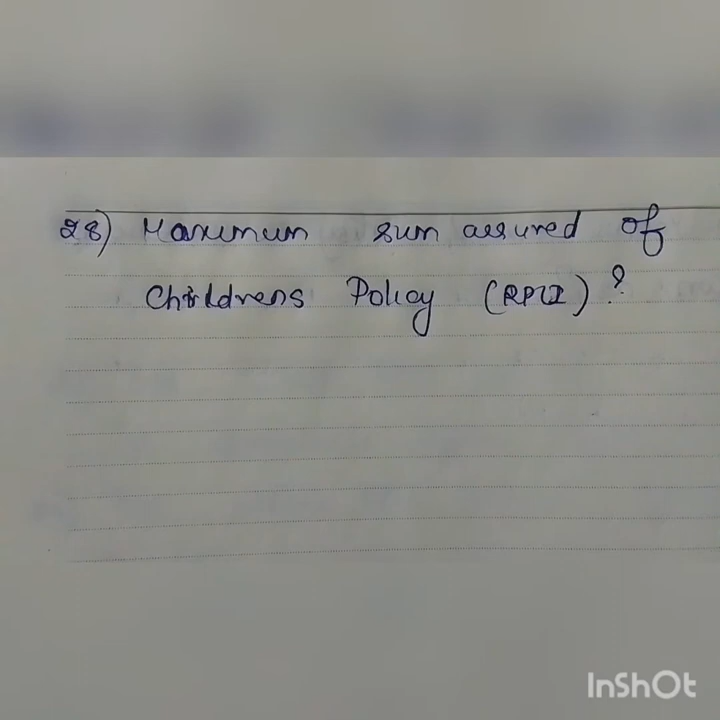 28) Maximum sum assured of
Childrens Policy (RPLI)?
InShOt